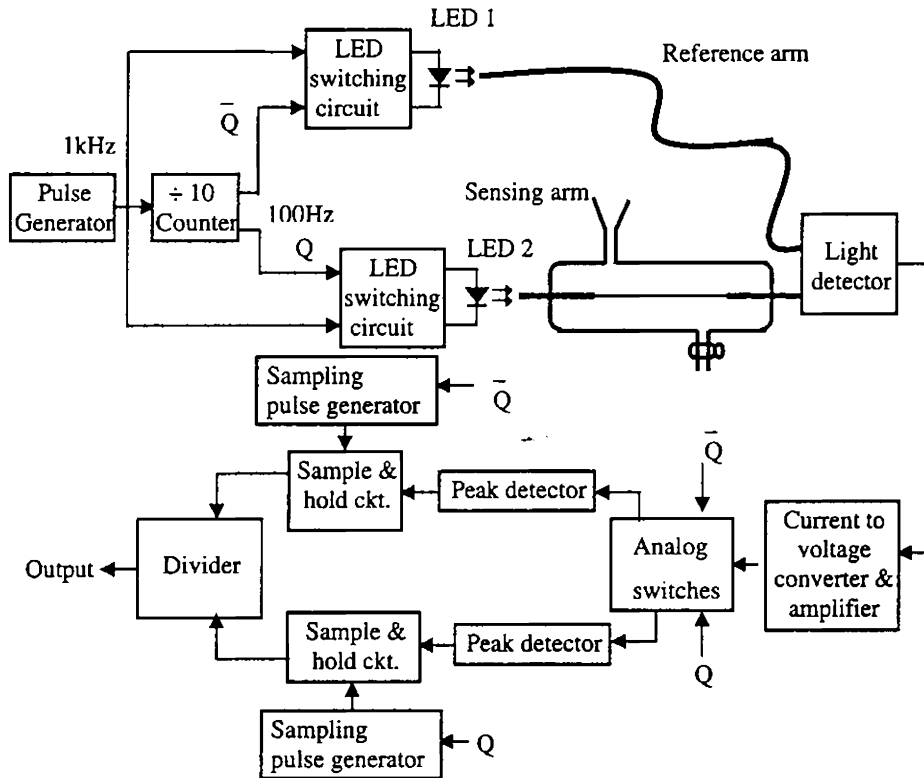 LED 1
LED
switching
circuit
Reference arm
Q̅
1kHz
Pulse
Generator
÷ 10
Counter
100Hz
Q
Sensing arm
LED 2
LED
switching
circuit
Light
detector
Sampling
pulse generator
Q̅
Q̅
Sample &
hold ckt.
Peak detector
Analog
switches
Current to
voltage
converter &
amplifier
Output
Divider
Sample &
hold ckt.
Peak detector
Q
Sampling
pulse generator
Q